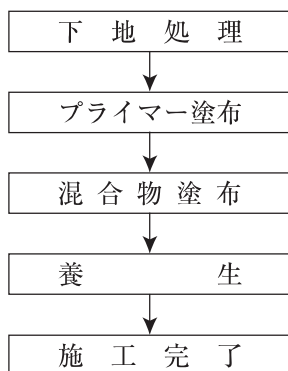 下地処理
プライマー塗布
混合物塗布
養生
施工完了